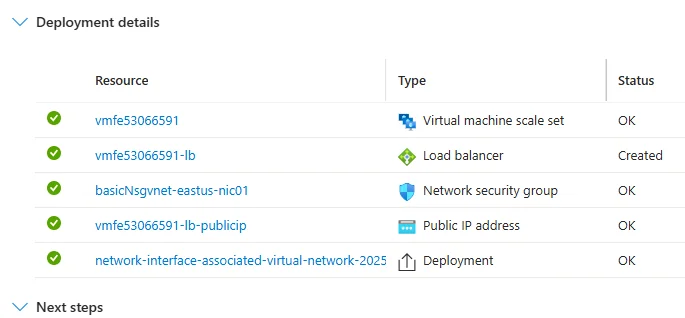 Deployment details
Resource Type Status
vmfe53066591 Virtual machine scale set OK
vmfe53066591-lb Load balancer Created
basicNsgvnet-eastus-nic01 Network security group OK
vmfe53066591-lb-publicip Public IP address OK
network-interface-associated-virtual-network-2025 Deployment OK
Next steps